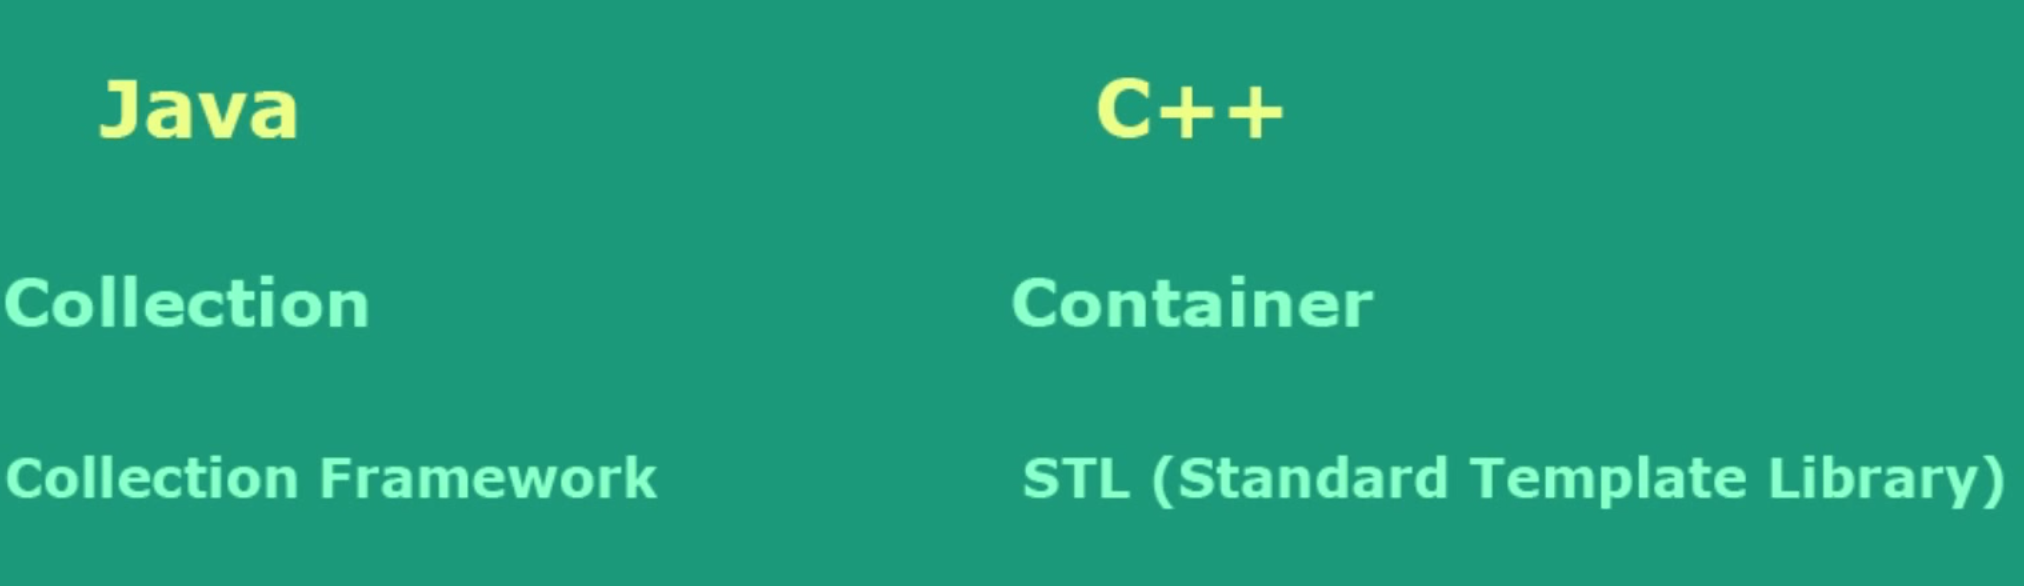 Java C++
Collection Container
Collection Framework STL (Standard Template Library)